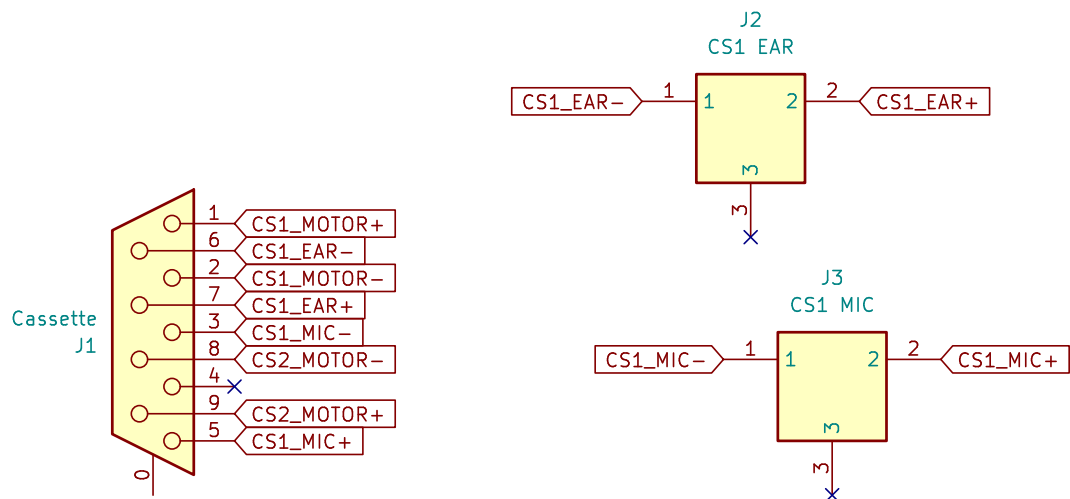 J2
CS1 EAR
CS1_EAR-
1
1
2
2
CS1_EAR+
3
3
1
CS1_MOTOR+
6
CS1_EAR-
2
CS1_MOTOR-
7
CS1_EAR+
3
CS1_MIC-
8
CS2_MOTOR-
4
9
CS2_MOTOR+
5
CS1_MIC+
0
Cassette
J1
J3
CS1 MIC
CS1_MIC-
1
1
2
2
CS1_MIC+
3
3